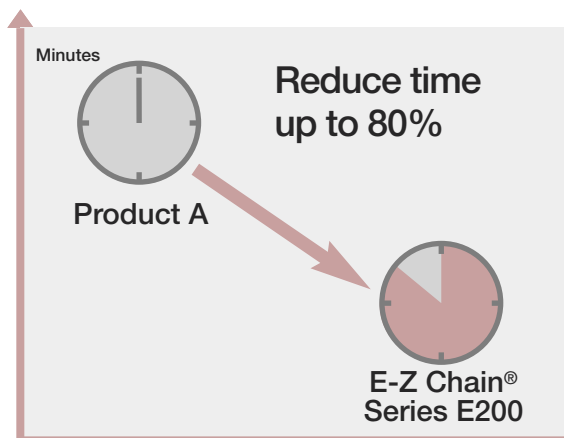 Minutes
Reduce time
up to 80%
Product A
E-Z Chain®
Series E200